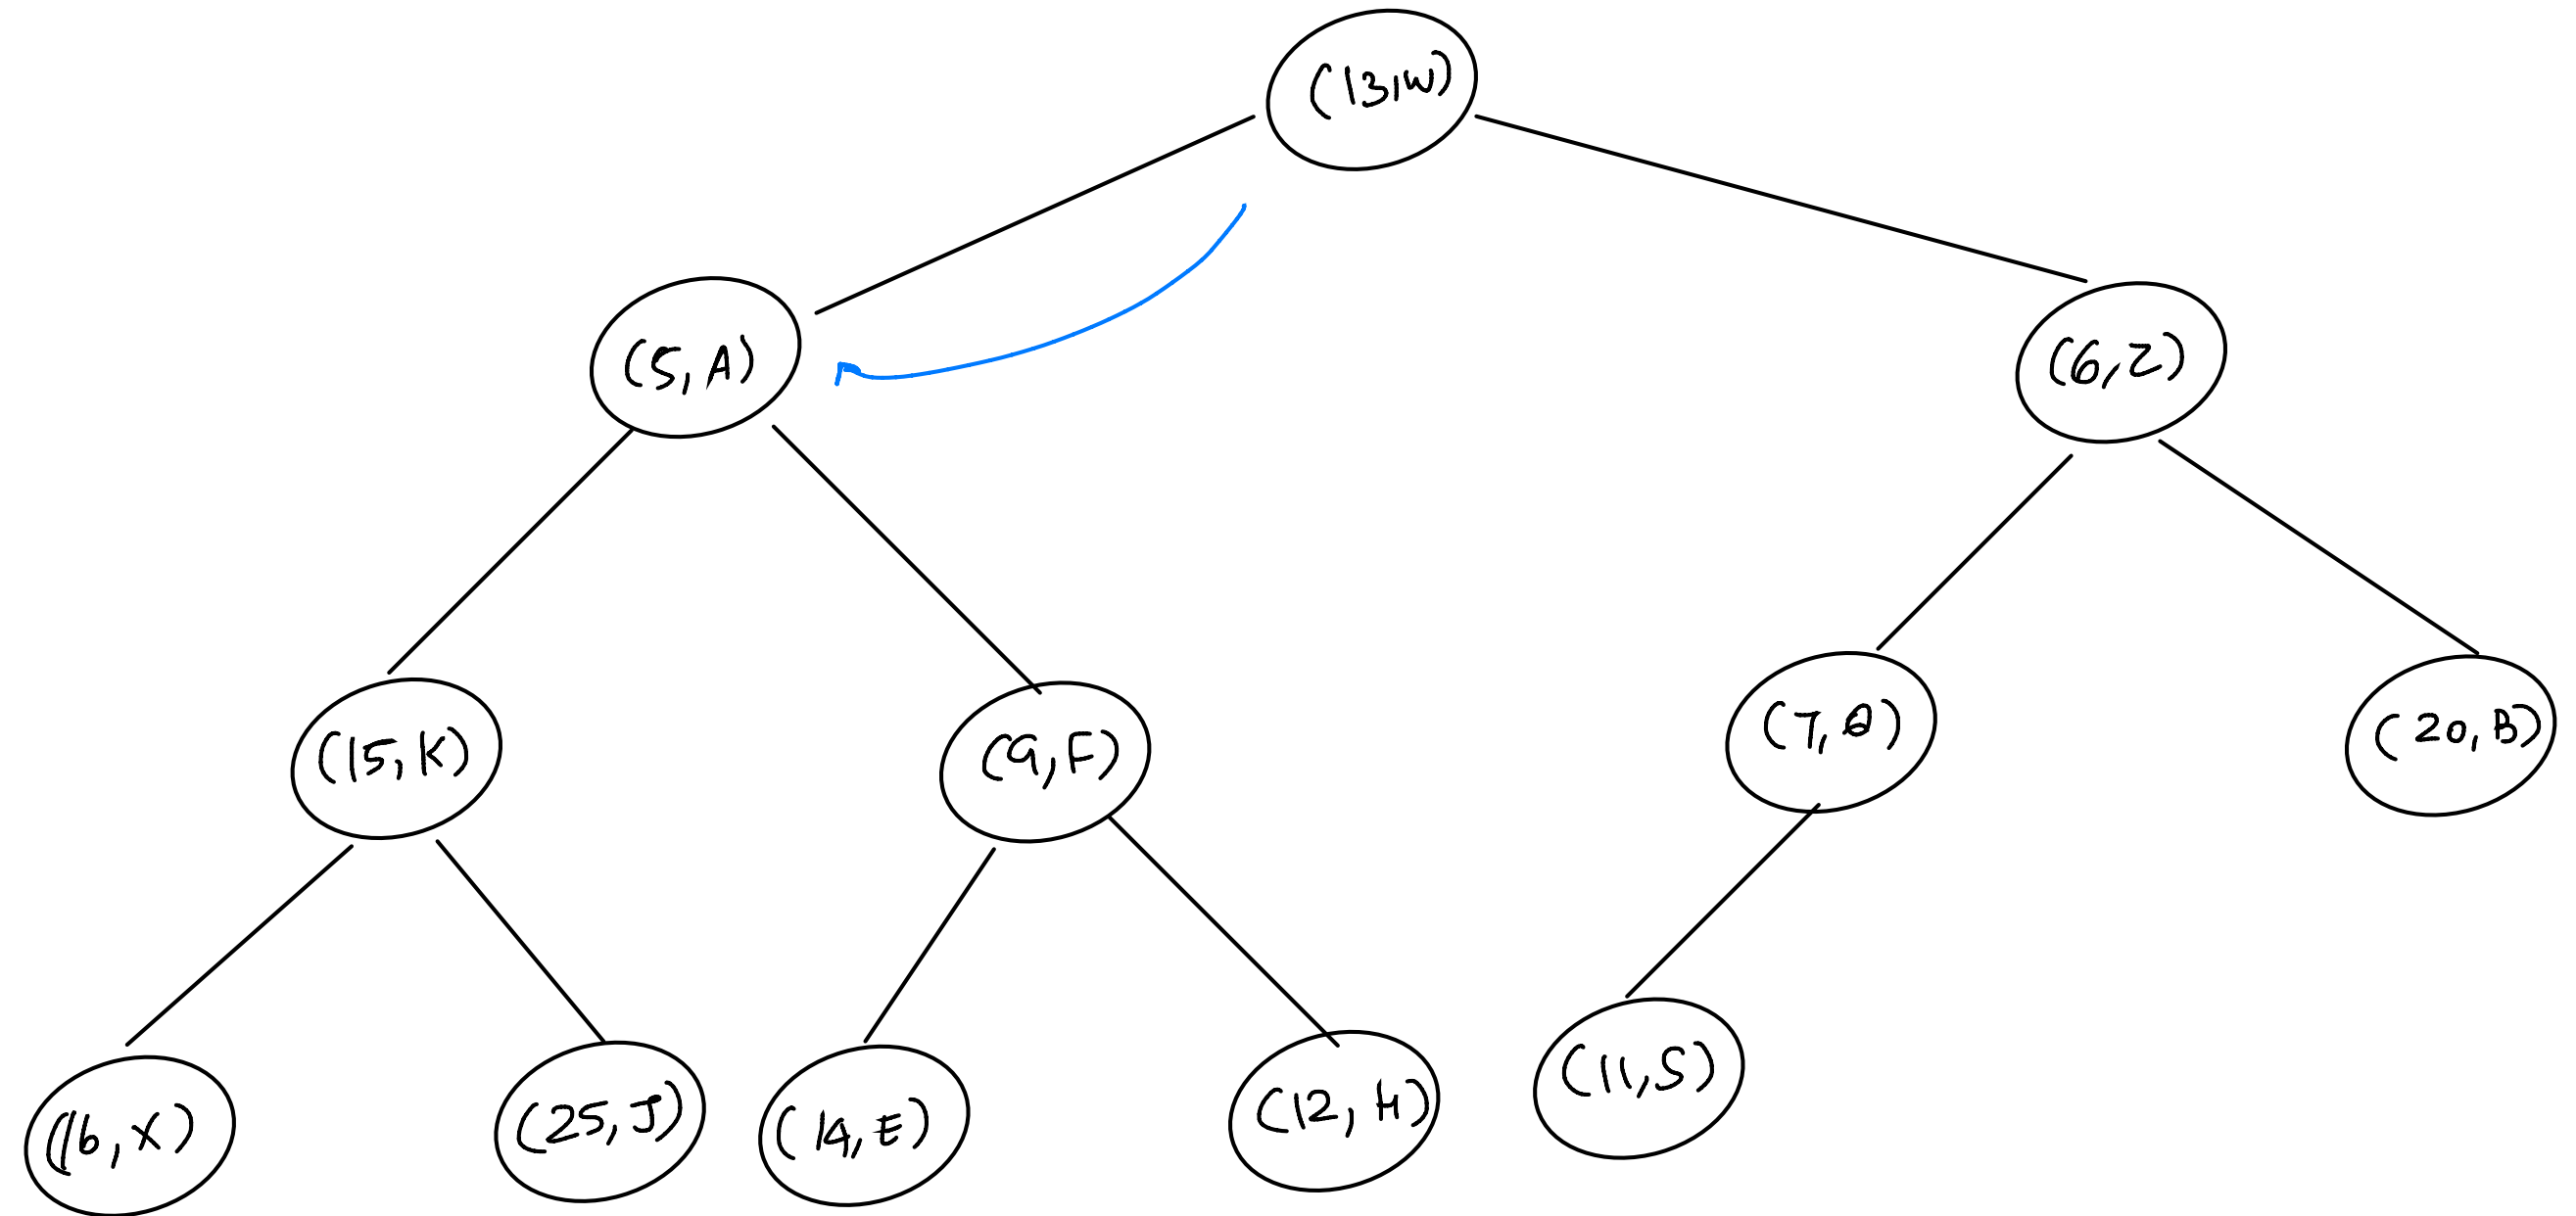 (13,W)
(5,A)
(6,Z)
(15,K)
(9,F)
(7,Q)
(20,B)
(16,X)
(25,J)
(14,E)
(12,H)
(11,S)